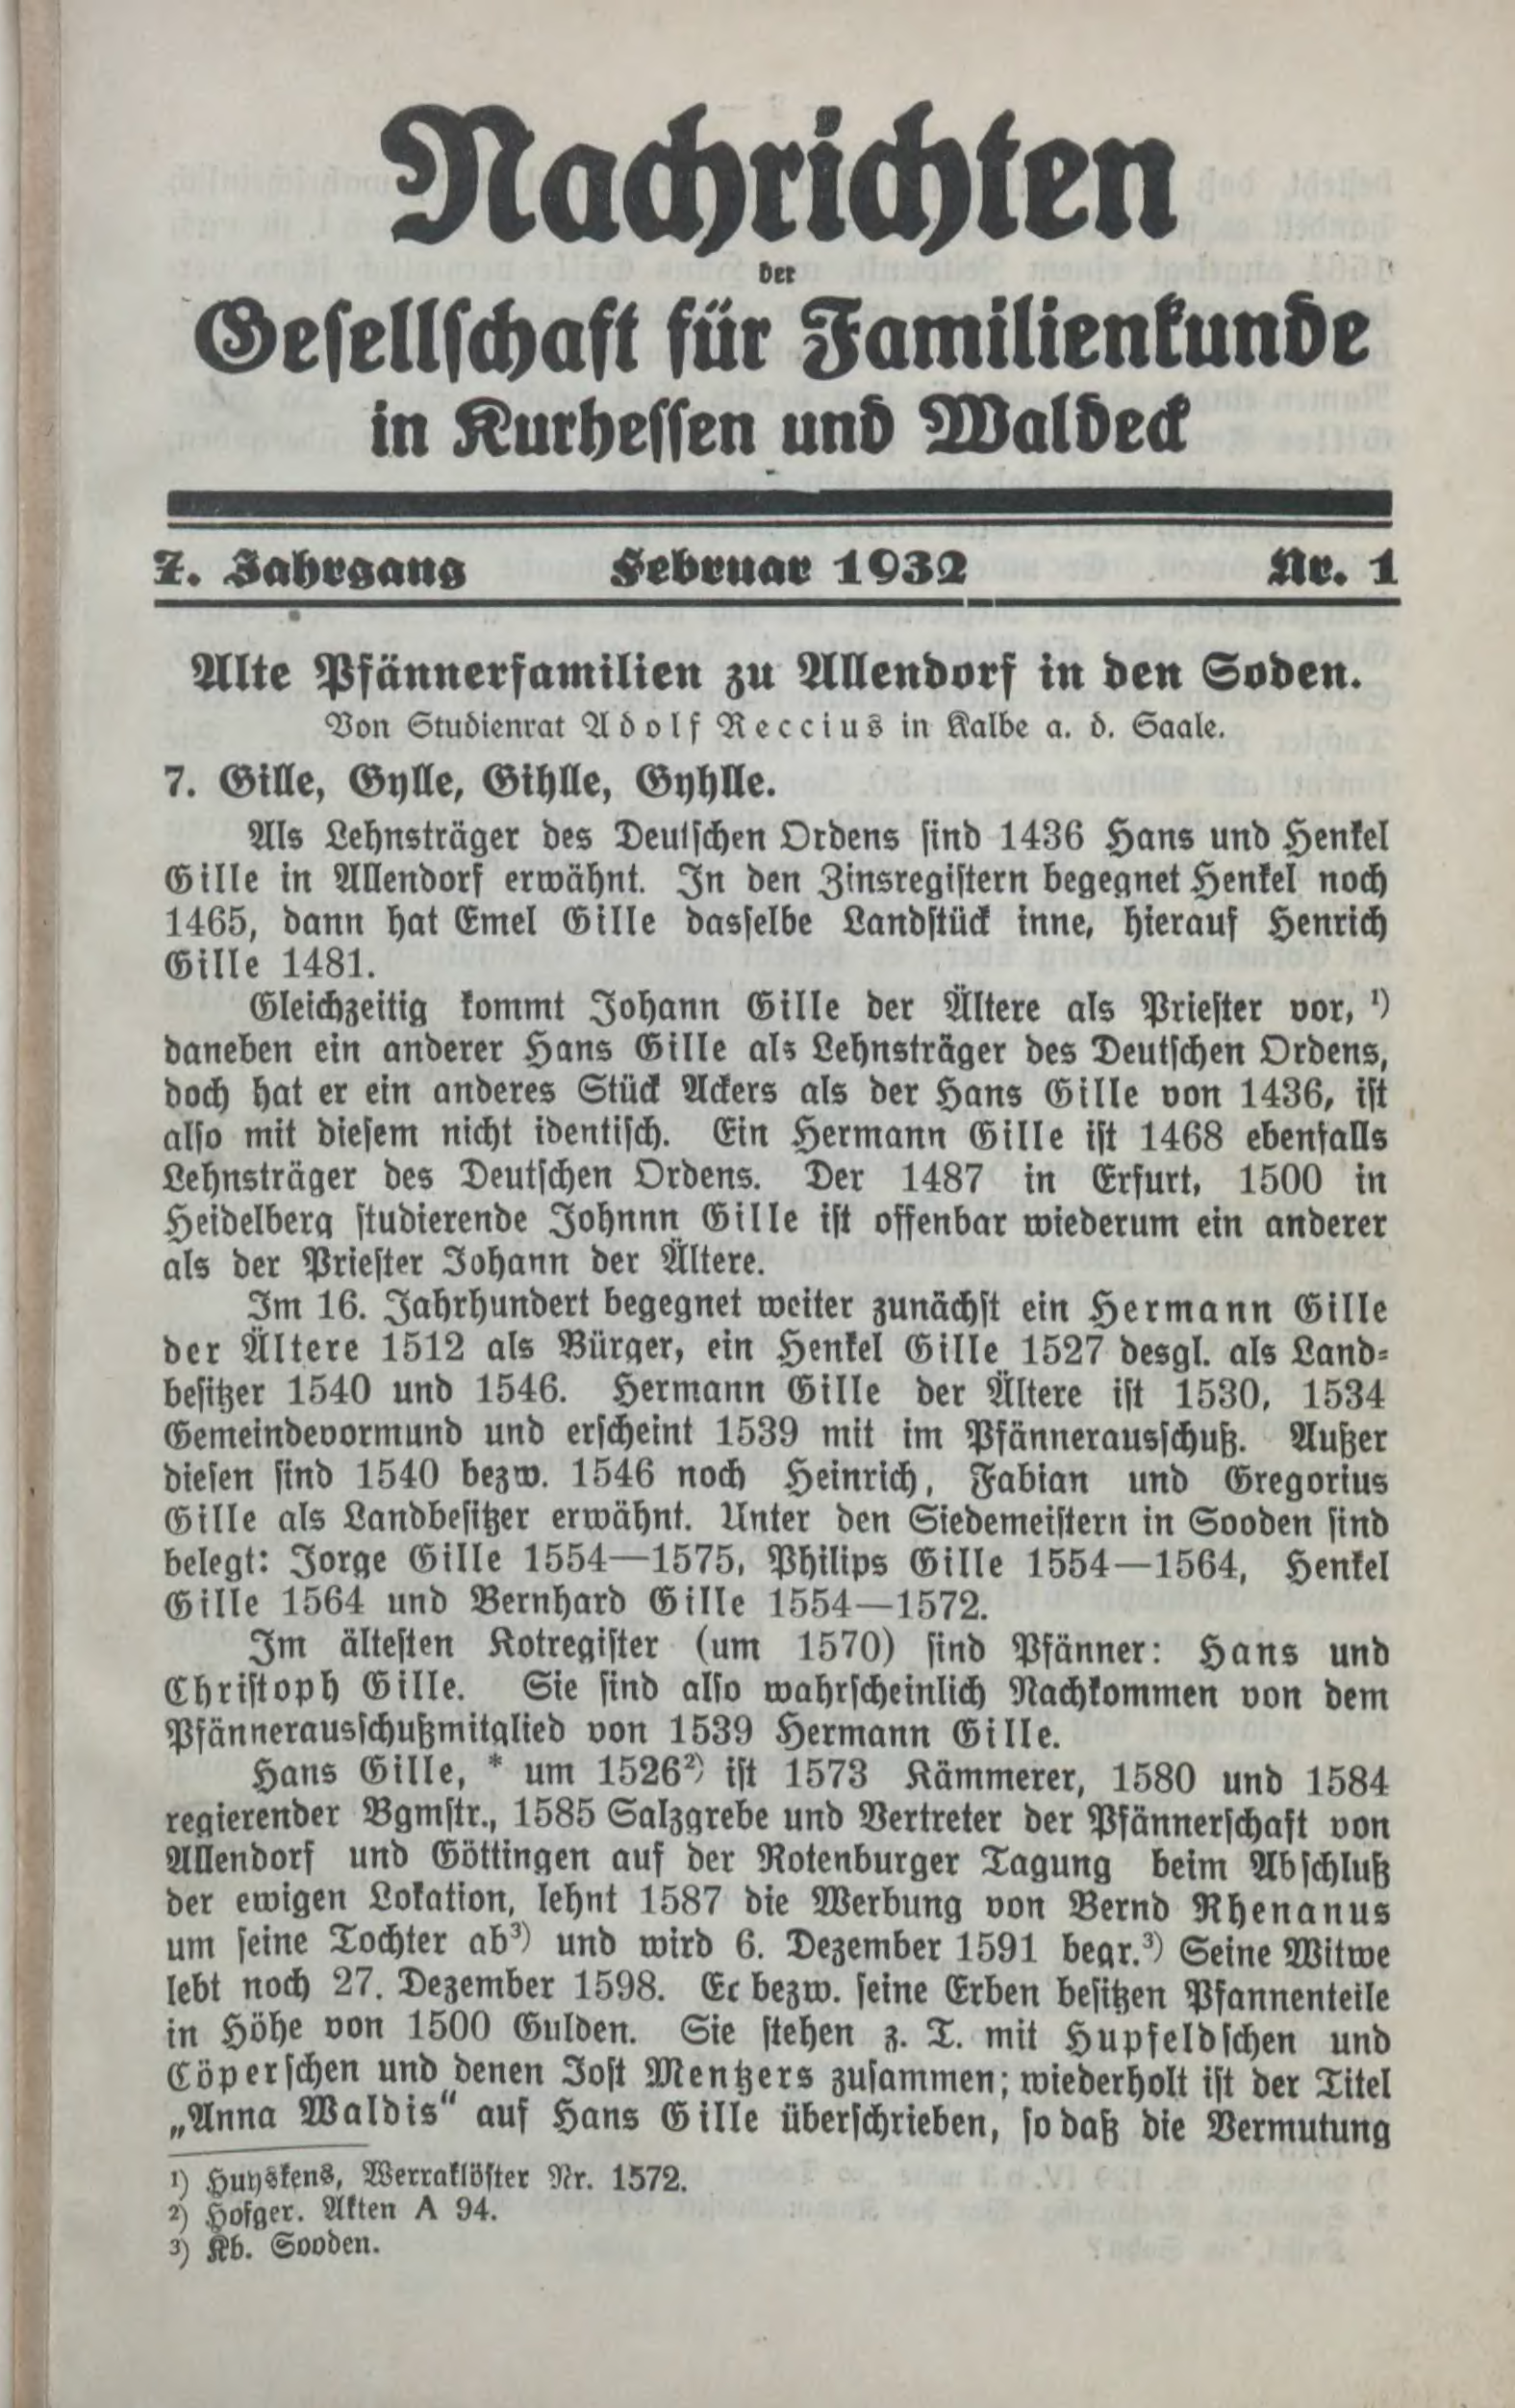 Nachrichten
der
Gesellschaft für Familienkunde
in Kurhessen und Waldeck
7. Jahrgang Februar 1932 Nr. 1
Alte Pfännerfamilien zu Allendorf in den Soden.
Von Studienrat Adolf Reccius in Kalbe a. d. Saale.
7. Gille, Gylle, Gihlle, Gyhlle.
Als Lehnsträger des Deutschen Ordens sind 1436 Hans und Henkel
Gille in Allendorf erwähnt. In den Zinsregistern begegnet Henkel noch
1465, dann hat Emel Gille dasselbe Landstück inne, hierauf Henrich
Gille 1481.
Gleichzeitig kommt Johann Gille der Ältere als Priester vor, ¹)
daneben ein anderer Hans Gille als Lehnsträger des Deutschen Ordens,
doch hat er ein anderes Stück Ackers als der Hans Gille von 1436, ist
also mit diesem nicht identisch. Ein Hermann Gille ist 1468 ebenfalls
Lehnsträger des Deutschen Ordens. Der 1487 in Erfurt, 1500 in
Heidelberg studierende Johnnn Gille ist offenbar wiederum ein anderer
als der Priester Johann der Ältere.
Im 16. Jahrhundert begegnet weiter zunächst ein Hermann Gille
der Ältere 1512 als Bürger, ein Henkel Gille 1527 desgl. als Land-
besitzer 1540 und 1546. Hermann Gille der Ältere ist 1530, 1534
Gemeindevormund und erscheint 1539 mit im Pfännerausschuß. Außer
diesen sind 1540 bezw. 1546 noch Heinrich, Fabian und Gregorius
Gille als Landbesitzer erwähnt. Unter den Siedemeistern in Sooden sind
belegt: Jorge Gille 1554—1575, Philips Gille 1554—1564, Henkel
Gille 1564 und Bernhard Gille 1554—1572.
Im ältesten Kotregister (um 1570) sind Pfänner: Hans und
Christoph Gille. Sie sind also wahrscheinlich Nachkommen von dem
Pfännerausschußmitglied von 1539 Hermann Gille.
Hans Gille, * um 1526²) ist 1573 Kämmerer, 1580 und 1584
regierender Bgmstr., 1585 Salzgrebe und Vertreter der Pfännerschaft von
Allendorf und Göttingen auf der Rotenburger Tagung beim Abschluß
der ewigen Lokation, lehnt 1587 die Werbung von Bernd Rhenanus
um seine Tochter ab³) und wird 6. Dezember 1591 begr.³) Seine Witwe
lebt noch 27. Dezember 1598. Er bezw. seine Erben besitzen Pfannenteile
in Höhe von 1500 Gulden. Sie stehen z. T. mit Hupfeldschen und
Cöperschen und denen Jost Mentzers zusammen; wiederholt ist der Titel
„Anna Waldis“ auf Hans Gille überschrieben, so daß die Vermutung
¹) Huyskens, Werraklöster Nr. 1572.
²) Hofger. Akten A 94.
³) Kb. Sooden.